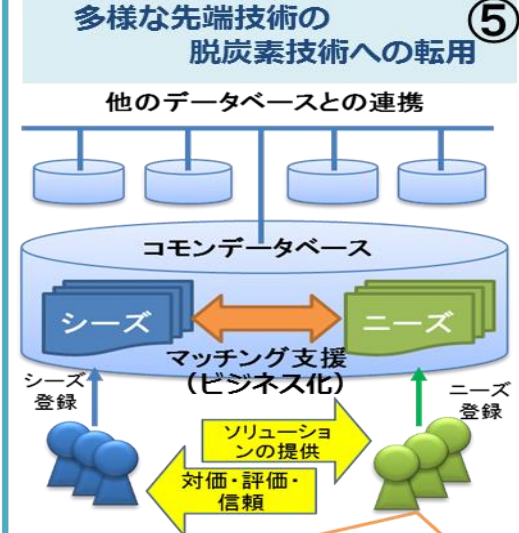 多様な先端技術の
脱炭素技術への転用
⑤
他のデータベースとの連携
コモンデータベース
シーズ
ニーズ
マッチング支援
（ビジネス化）
シーズ
登録
ニーズ
登録
ソリューショ
ンの提供
対価・評価・
信頼